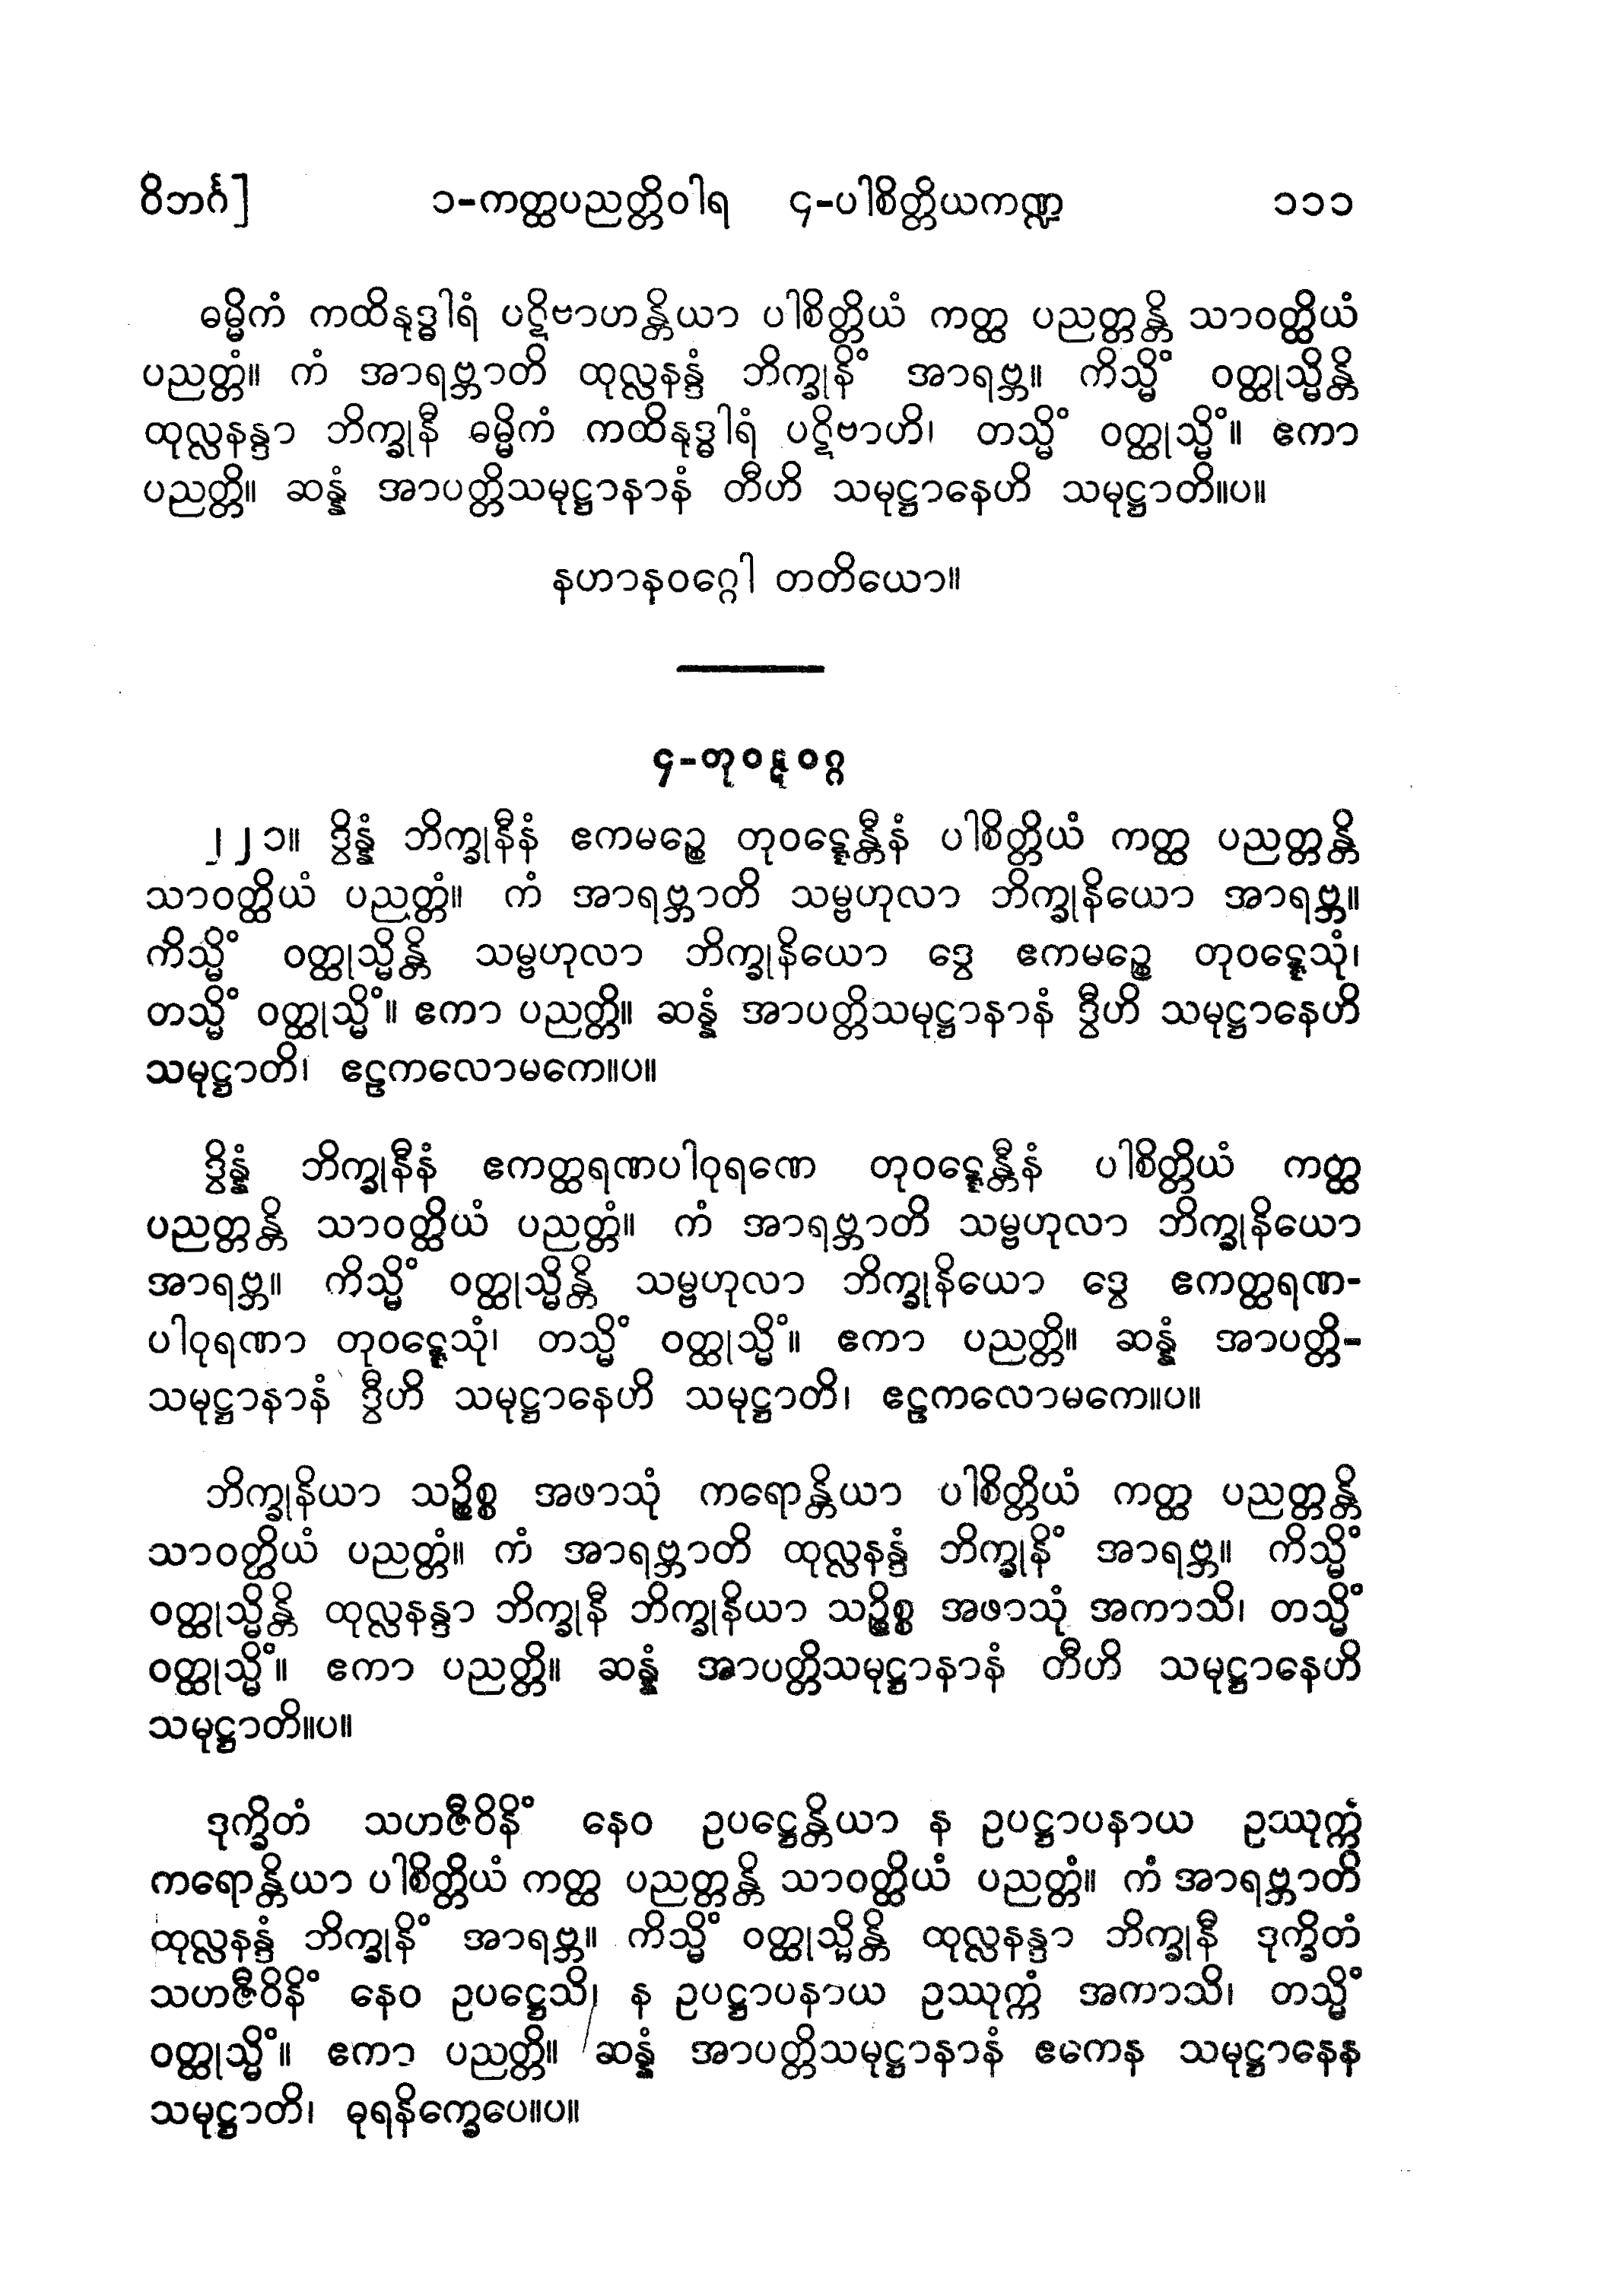 ဝိဘင်္ဂ] ၁-ကတ္ထပညတ္တိဝါရ ၄-ပါစိတ္တိယကဏ္ဍ ၁၁၁
ဓမ္မိကံ ကထိနုဒ္ဓါရံ ပဋိဗာဟန္တိယာ ပါစိတ္တိယံ ကတ္ထ ပညတ္တန္တိ သာဝတ္ထိယံ
ပညတ္တံ။ ကံ အာရဗ္ဘာတိ ထုလ္လနန္ဒံ ဘိက္ခုနိံ အာရဗ္ဘ။ ကိသ္မိံ ဝတ္ထုသ္မိန္တိ
ထုလ္လနန္ဒာ ဘိက္ခုနီ ဓမ္မိကံ ကထိနုဒ္ဓါရံ ပဋိဗာဟိ၊ တသ္မိံ ဝတ္ထုသ္မိံ။ ဧကာ
ပညတ္တိ။ ဆန္နံ အာပတ္တိသမုဋ္ဌာနာနံ တီဟိ သမုဋ္ဌာနေဟိ သမုဋ္ဌာတိ။ပ။
နဟာနဝဂ္ဂေါ တတိယော။
၄-တုဝဋ္ဋဝဂ္ဂ
၂၂၁။ ဒွိန္နံ ဘိက္ခုနီနံ ဧကမဉ္စေ တုဝဋ္ဋေန္တီနံ ပါစိတ္တိယံ ကတ္ထ ပညတ္တန္တိ
သာဝတ္ထိယံ ပညတ္တံ။ ကံ အာရဗ္ဘာတိ သမ္ဗဟုလာ ဘိက္ခုနိယော အာရဗ္ဘ။
ကိသ္မိံ ဝတ္ထုသ္မိန္တိ သမ္ဗဟုလာ ဘိက္ခုနိယော ဒွေ ဧကမဉ္စေ တုဝဋ္ဋေသုံ၊
တသ္မိံ ဝတ္ထုသ္မိံ။ ဧကာ ပညတ္တိ။ ဆန္နံ အာပတ္တိသမုဋ္ဌာနာနံ ဒွီဟိ သမုဋ္ဌာနေဟိ
သမုဋ္ဌာတိ၊ ဧဠကလောမကေ။ပ။
ဒွိန္နံ ဘိက္ခုနီနံ ဧကတ္ထရဏပါဝုရဏေ တုဝဋ္ဋေန္တီနံ ပါစိတ္တိယံ ကတ္ထ
ပညတ္တန္တိ သာဝတ္ထိယံ ပညတ္တံ။ ကံ အာရဗ္ဘာတိ သမ္ဗဟုလာ ဘိက္ခုနိယော
အာရဗ္ဘ။ ကိသ္မိံ ဝတ္ထုသ္မိန္တိ သမ္ဗဟုလာ ဘိက္ခုနိယော ဒွေ ဧကတ္ထရဏ-
ပါဝုရဏာ တုဝဋ္ဋေသုံ၊ တသ္မိံ ဝတ္ထုသ္မိံ။ ဧကာ ပညတ္တိ။ ဆန္နံ အာပတ္တိ-
သမုဋ္ဌာနာနံ ဒွီဟိ သမုဋ္ဌာနေဟိ သမုဋ္ဌာတိ၊ ဧဠကလောမကေ။ပ။
ဘိက္ခုနိယာ သဉ္စိစ္စ အဖာသုံ ကရောန္တိယာ ပါစိတ္တိယံ ကတ္ထ ပညတ္တန္တိ
သာဝတ္ထိယံ ပညတ္တံ။ ကံ အာရဗ္ဘာတိ ထုလ္လနန္ဒံ ဘိက္ခုနိံ အာရဗ္ဘ။ ကိသ္မိံ
ဝတ္ထုသ္မိန္တိ ထုလ္လနန္ဒာ ဘိက္ခုနီ ဘိက္ခုနိယာ သဉ္စိစ္စ အဖာသုံ အကာသိ၊ တသ္မိံ
ဝတ္ထုသ္မိံ။ ဧကာ ပညတ္တိ။ ဆန္နံ အာပတ္တိသမုဋ္ဌာနာနံ တီဟိ သမုဋ္ဌာနေဟိ
သမုဋ္ဌာတိ။ပ။
ဒုက္ခိတံ သဟဇီဝိနိံ နေဝ ဥပဋ္ဌေန္တိယာ န ဥပဋ္ဌာပနာယ ဥဿုက္ကံ
ကရောန္တိယာ ပါစိတ္တိယံ ကတ္ထ ပညတ္တန္တိ သာဝတ္ထိယံ ပညတ္တံ။ ကံ အာရဗ္ဘာတိ
ထုလ္လနန္ဒံ ဘိက္ခုနိံ အာရဗ္ဘ။ ကိသ္မိံ ဝတ္ထုသ္မိန္တိ ထုလ္လနန္ဒာ ဘိက္ခုနီ ဒုက္ခိတံ
သဟဇီဝိနိံ နေဝ ဥပဋ္ဌေသိ၊ န ဥပဋ္ဌာပနာယ ဥဿုက္ကံ အကာသိ၊ တသ္မိံ
ဝတ္ထုသ္မိံ။ ဧကာ ပညတ္တိ။ ဆန္နံ အာပတ္တိသမုဋ္ဌာနာနံ ဧကေန သမုဋ္ဌာနေန
သမုဋ္ဌာတိ၊ ဓုရနိက္ခေပေ။ပ။